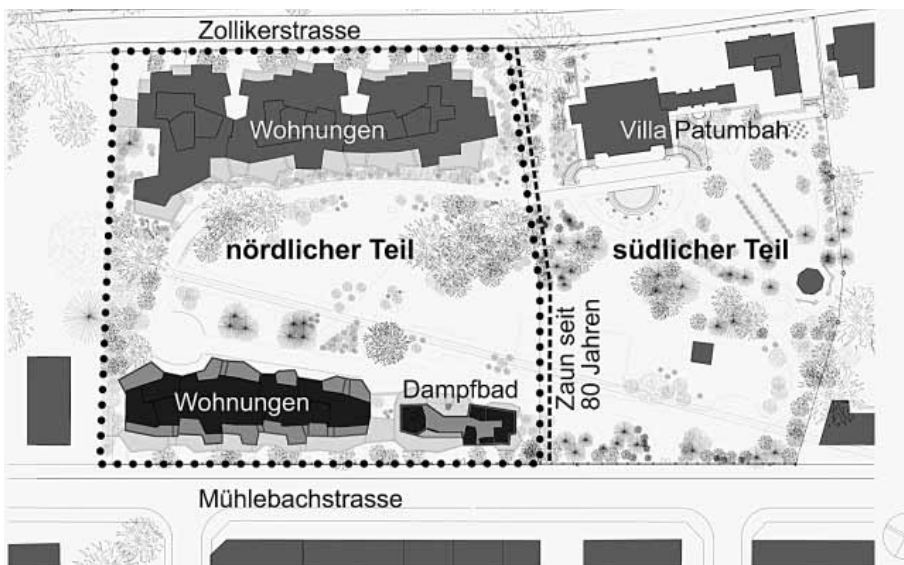 Zollikerstrasse
Wohnungen
Villa Patumbah
nördlicher Teil
südlicher Teil
Zaun seit
80 Jahren
Wohnungen
Dampfbad
Mühlebachstrasse